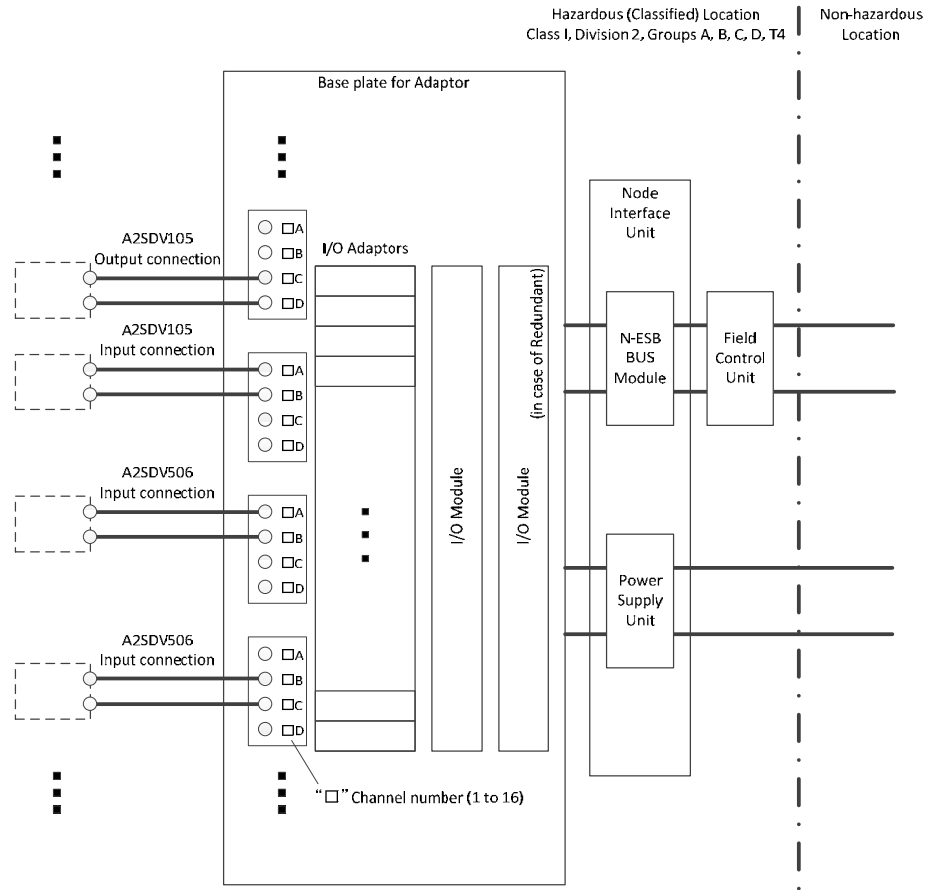 Hazardous (Classified) Location
Class I, Division 2, Groups A, B, C, D, T4
Non-hazardous
Location
Base plate for Adaptor
Node
Interface
Unit
A2SDV105
Output connection
□A
□B
□C
□D
I/O Adaptors
(in case of Redundant)
N-ESB
BUS
Module
Field
Control
Unit
A2SDV105
Input connection
□A
□B
□C
□D
I/O Module
I/O Module
A2SDV506
Input connection
□A
□B
□C
□D
Power
Supply
Unit
A2SDV506
Input connection
□A
□B
□C
□D
"□" Channel number (1 to 16)